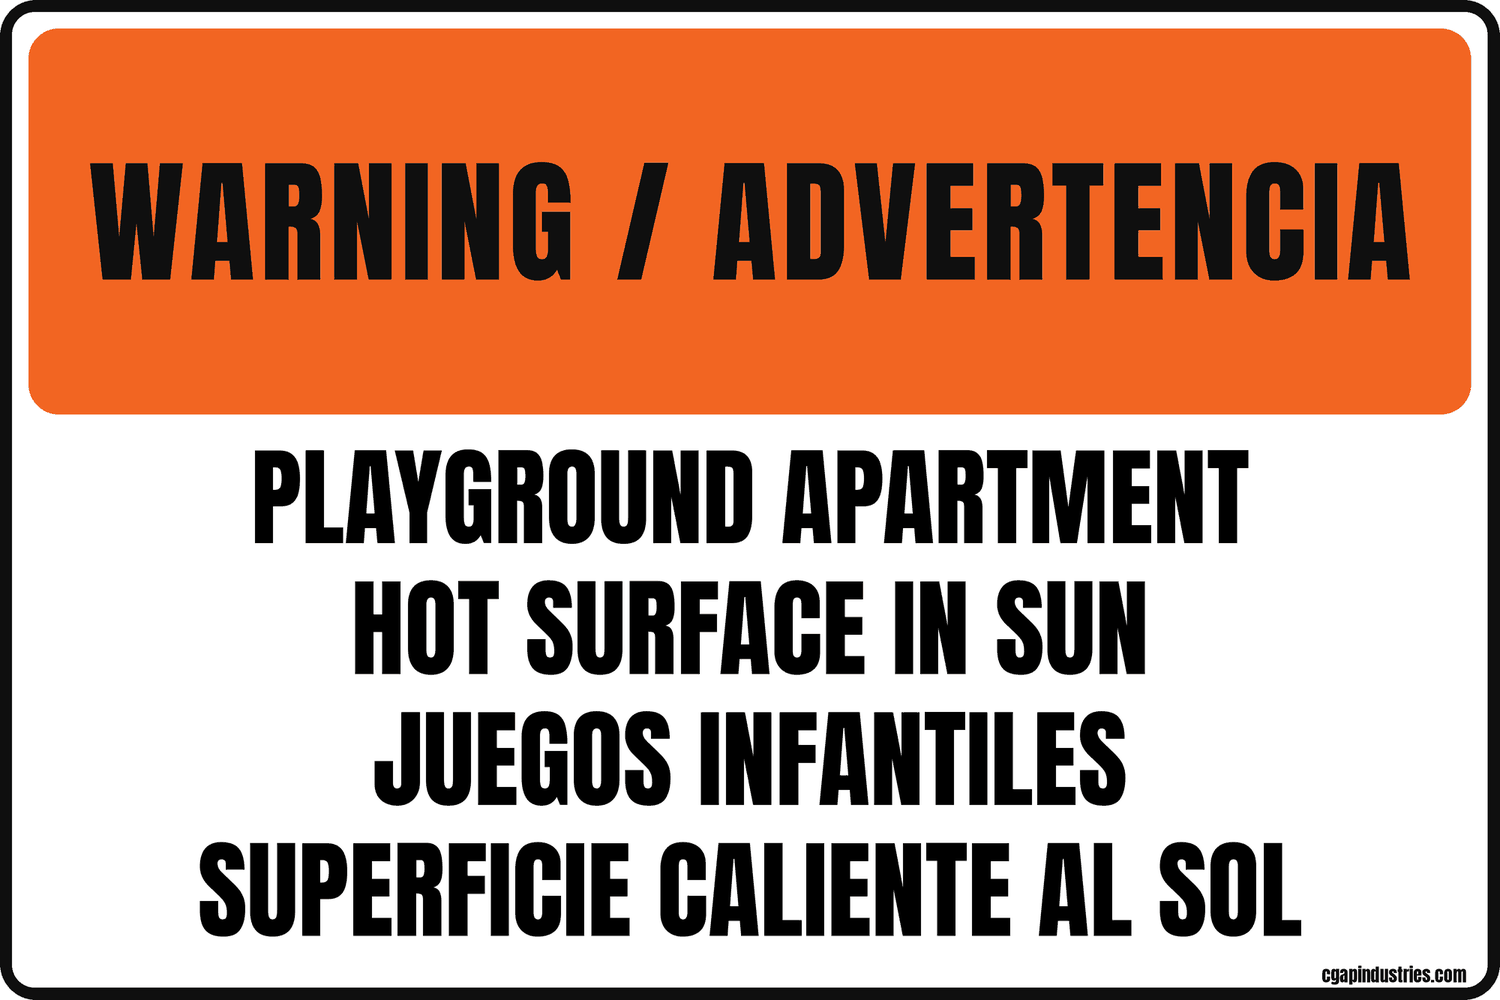 WARNING / ADVERTENCIA
PLAYGROUND APARTMENT
HOT SURFACE IN SUN
JUEGOS INFANTILES
SUPERFICIE CALIENTE AL SOL
cgapindustries.com